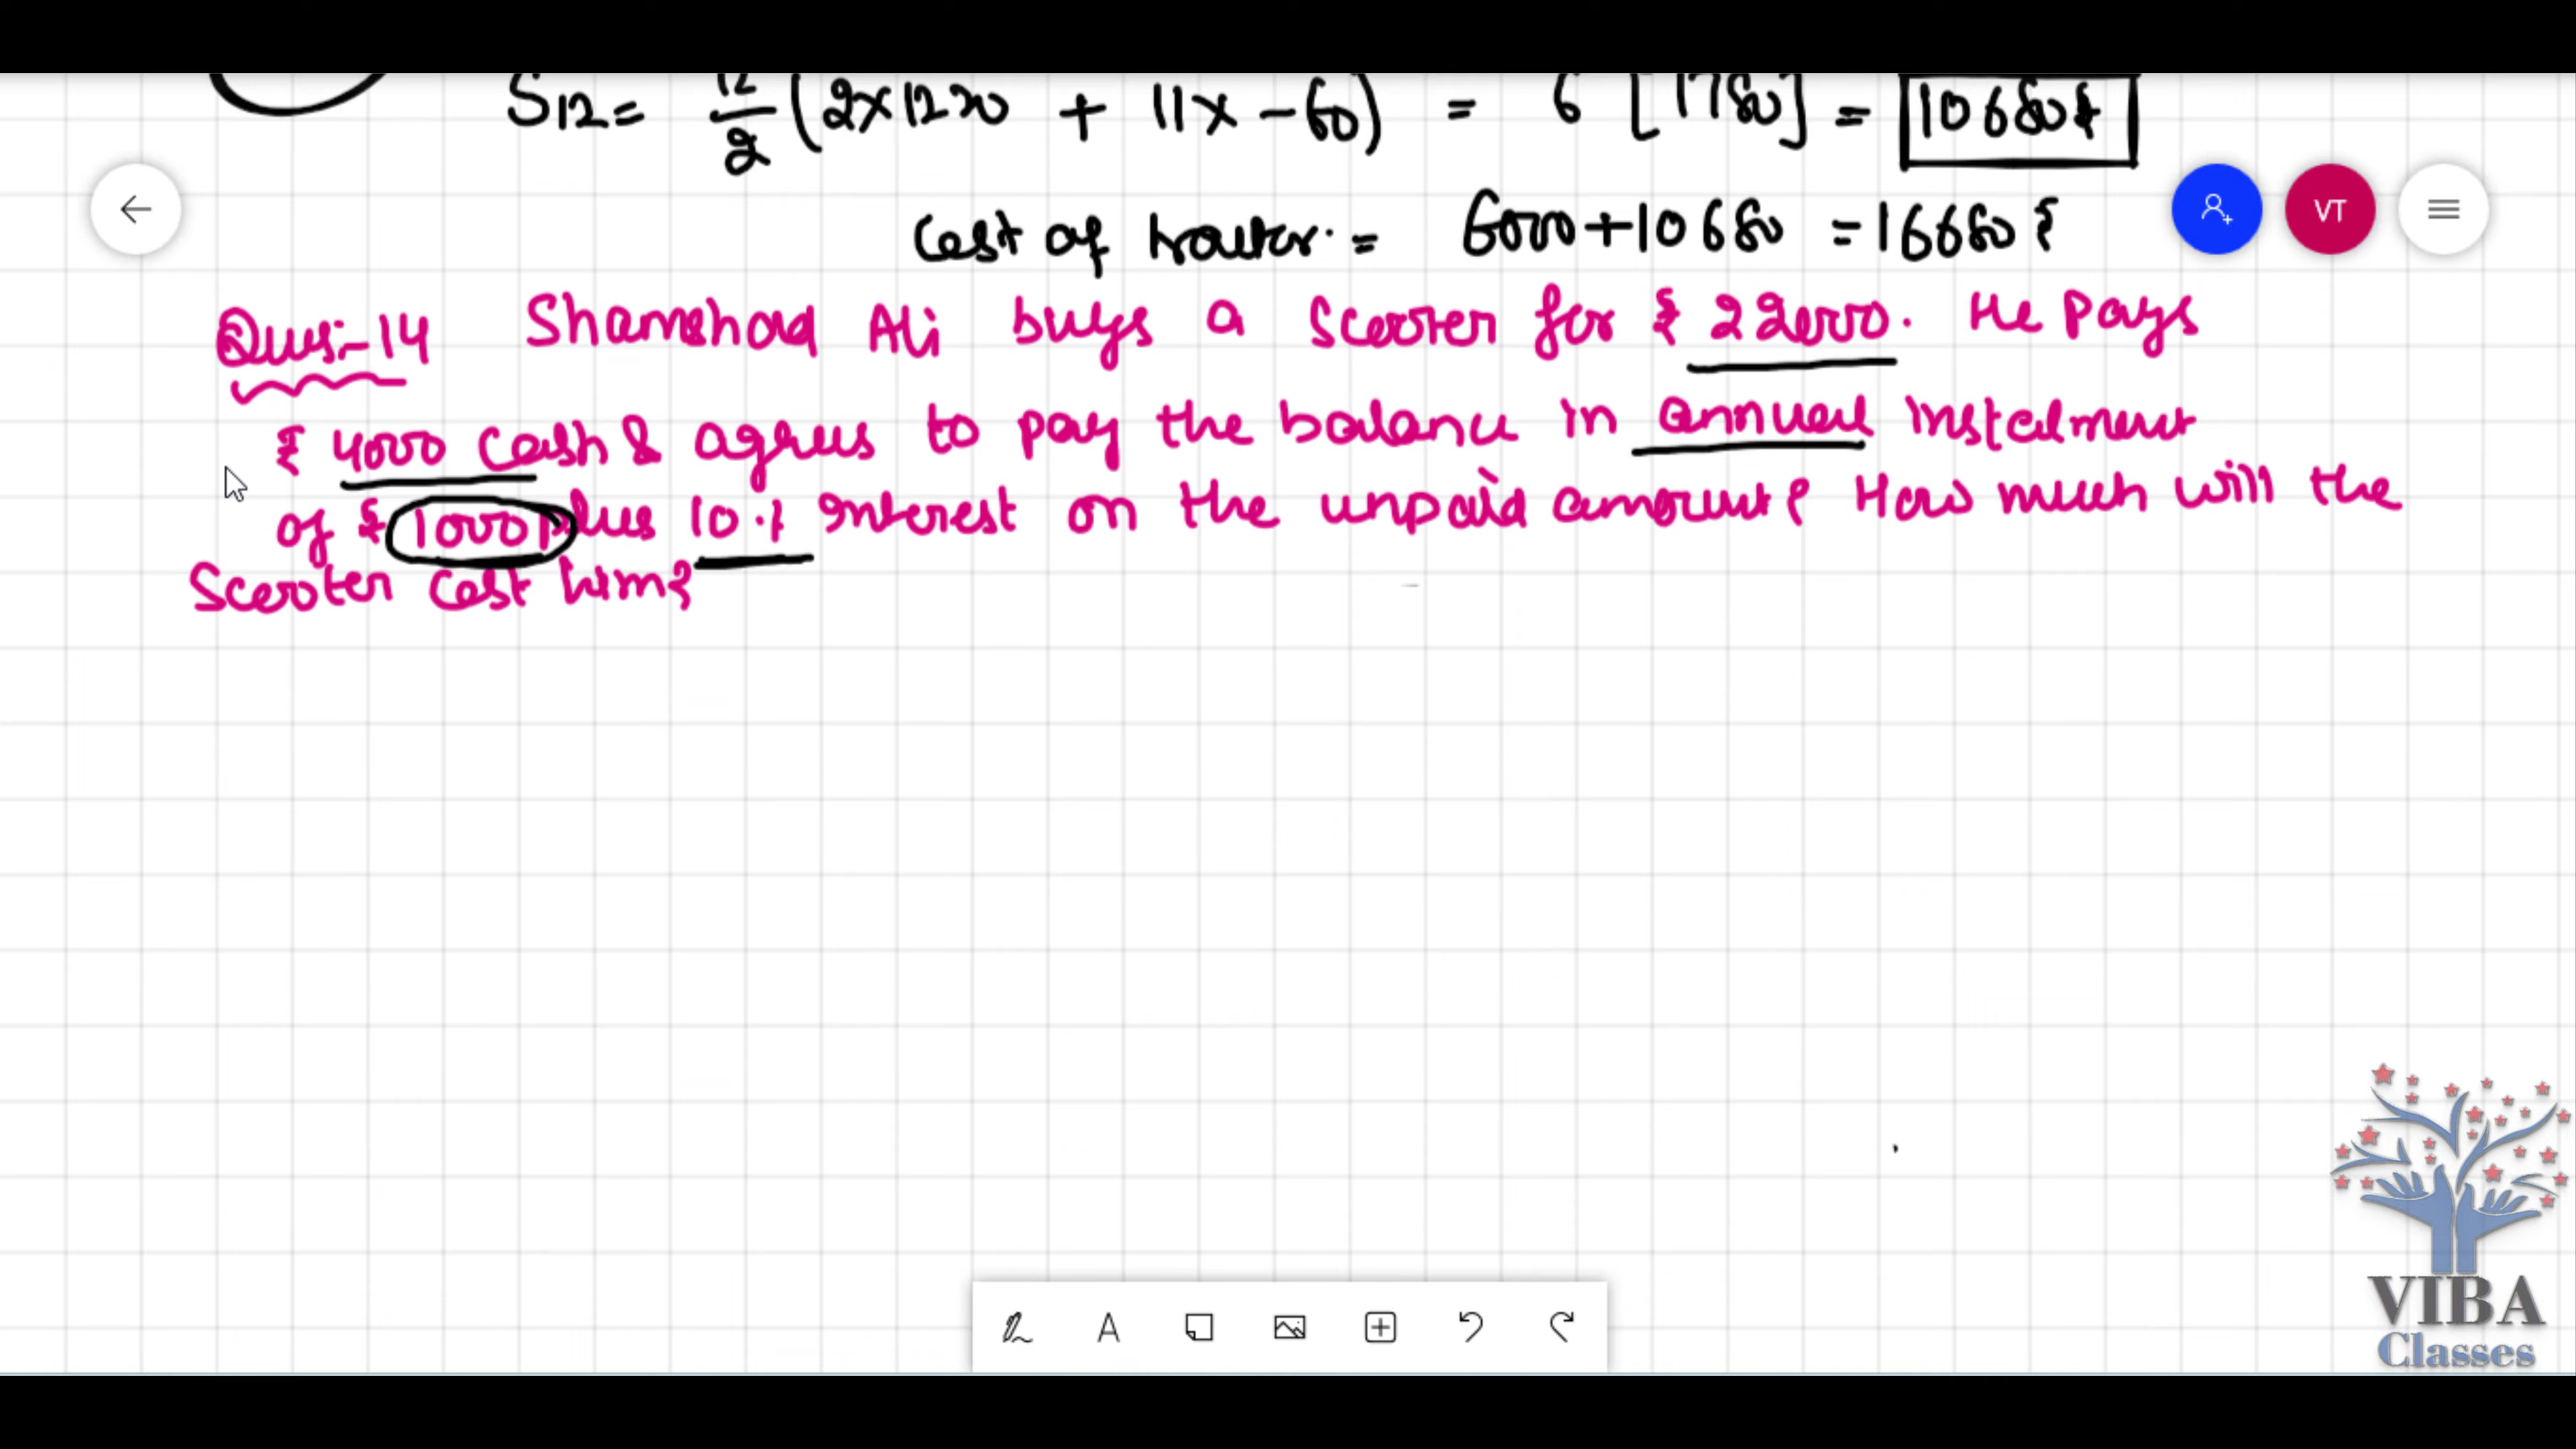 S12 = 12/2 (2×1220 + 11x - 60) = 6 [1780] = 10680₹
Cost of tractor = 6000+10680 = 16680₹
VT
Ques:-14 Shamshad Ali buys a Scooter for ₹ 22000. He Pays
₹ 4000 Cash & agrees to pay the balance in annual instalment
of ₹ 1000 plus 10% interest on the unpaid amount? How much will the
Scooter cost him?
A
VIBA
Classes